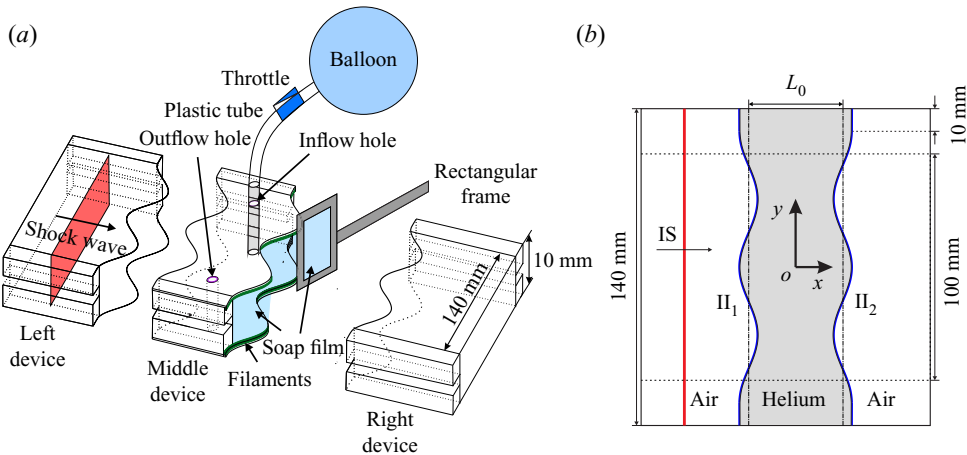 (a)
Balloon
Throttle
Plastic tube
Outflow hole
Inflow hole
Rectangular
frame
Shock wave
10 mm
140 mm
Left
device
Soap film
Middle
device
Filaments
Right
device
(b)
L0
10 mm
y
IS
140 mm
100 mm
o
x
II1
II2
Air
Helium
Air